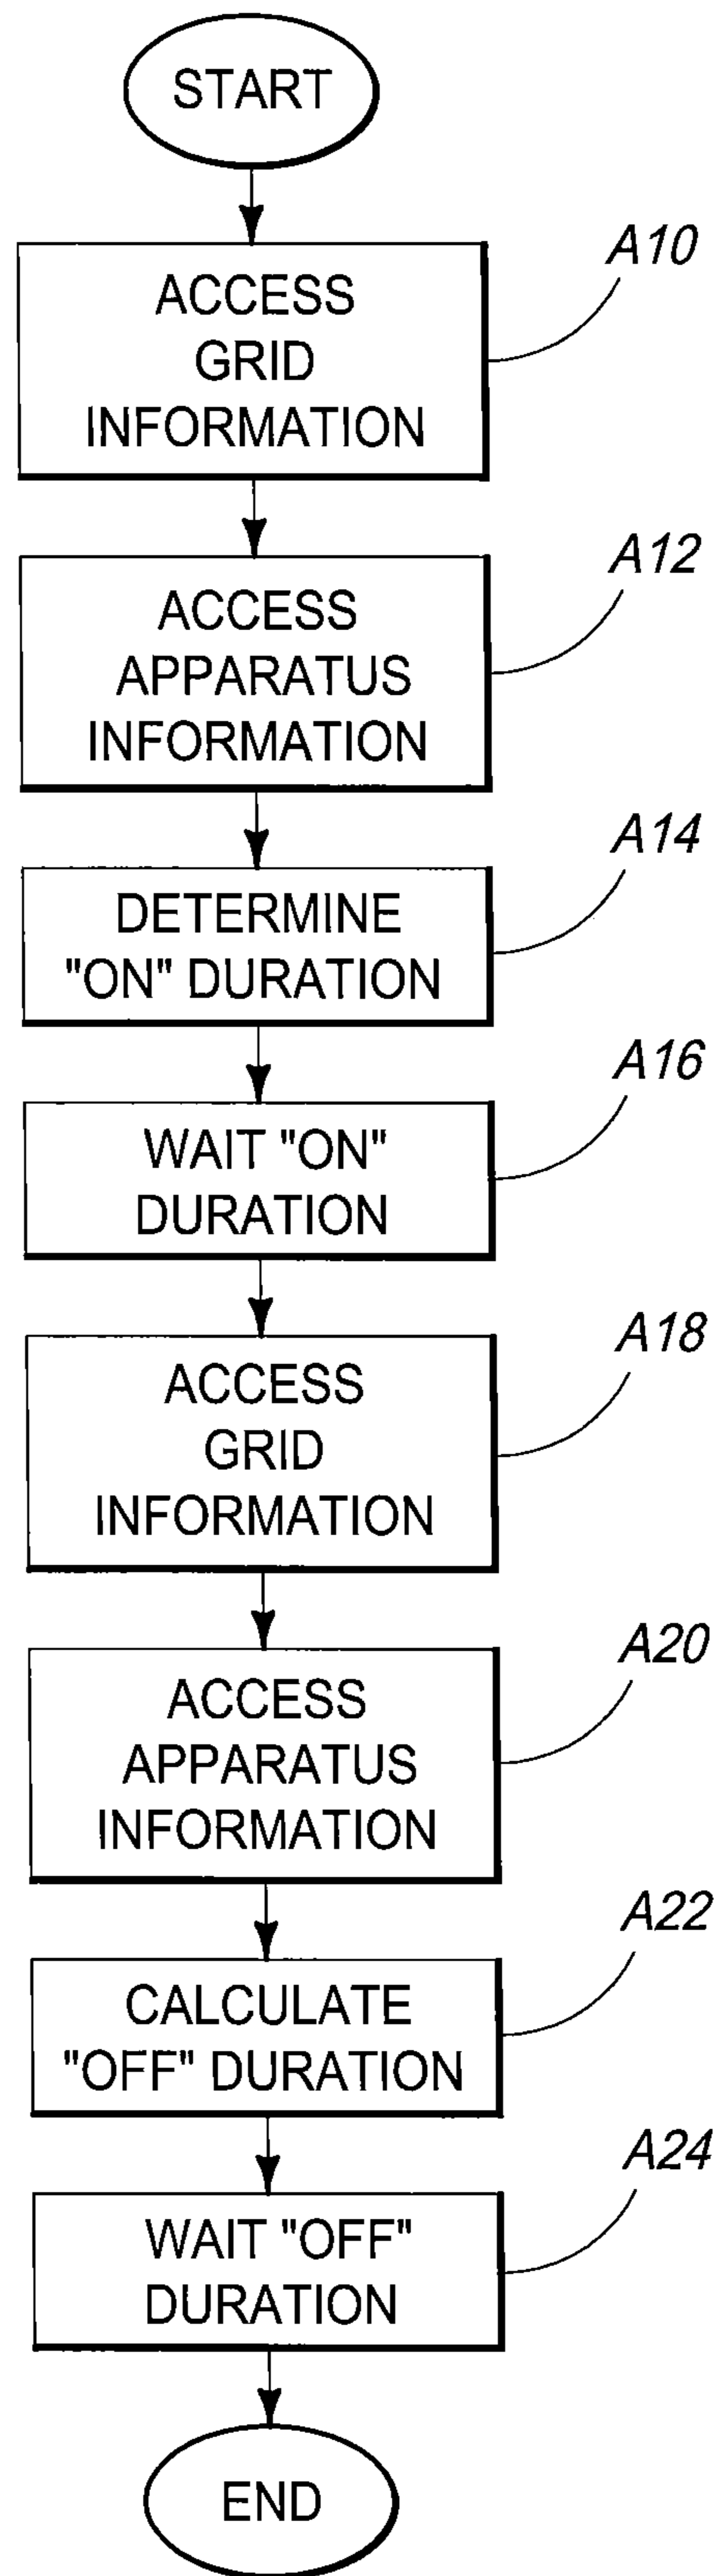 START
A10
ACCESS
GRID
INFORMATION
A12
ACCESS
APPARATUS
INFORMATION
A14
DETERMINE
"ON" DURATION
A16
WAIT "ON"
DURATION
A18
ACCESS
GRID
INFORMATION
A20
ACCESS
APPARATUS
INFORMATION
A22
CALCULATE
"OFF" DURATION
A24
WAIT "OFF"
DURATION
END